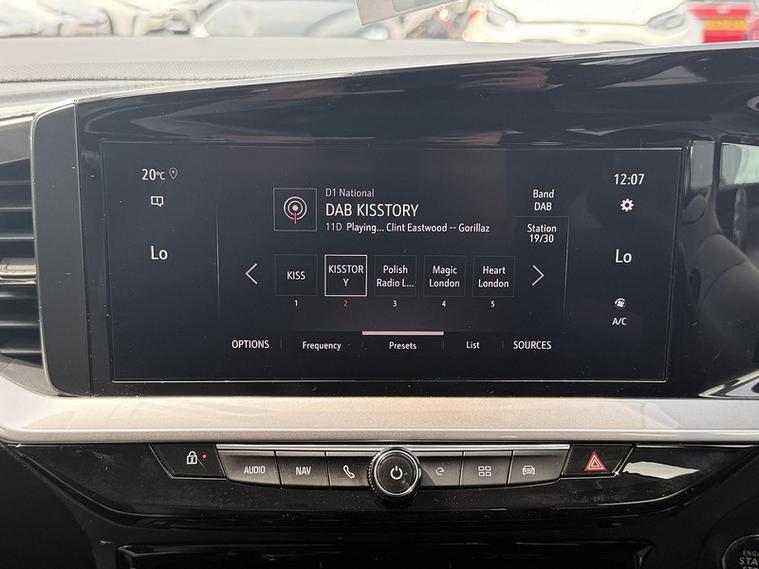 20°C
12:07
D1 National
DAB KISSTORY
11D Playing... Clint Eastwood -- Gorillaz
Band
DAB
Station
19/30
Lo
Lo
KISS
KISSTOR
Y
Polish
Radio L...
Magic
London
Heart
London
1
2
3
4
5
A/C
OPTIONS
Frequency
Presets
List
SOURCES
AUDIO
NAV